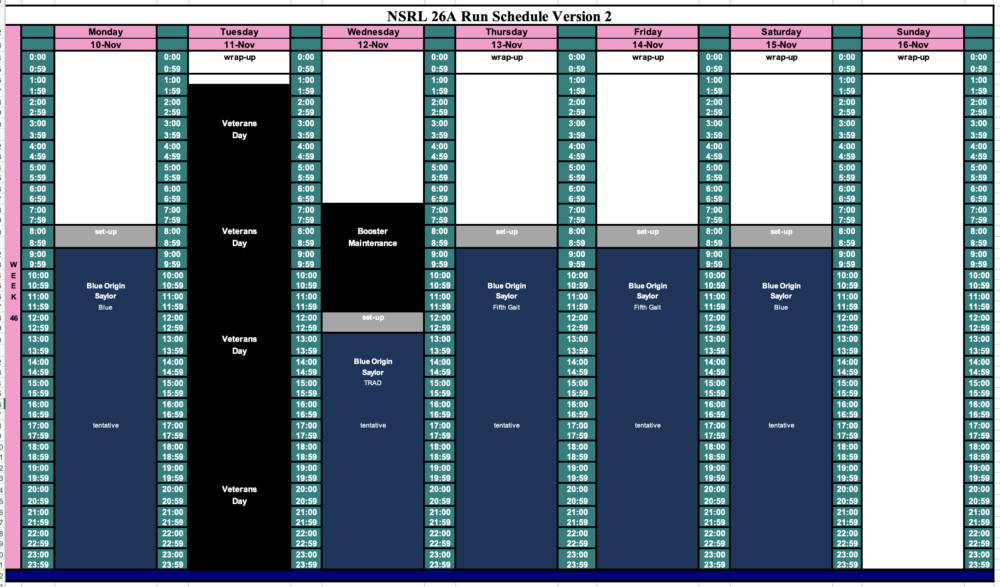 NSRL 26A Run Schedule Version 2
Monday Tuesday Wednesday Thursday Friday Saturday Sunday
10-Nov 11-Nov 12-Nov 13-Nov 14-Nov 15-Nov 16-Nov
0:00 0:00 wrap-up 0:00 0:00 wrap-up 0:00 wrap-up 0:00 wrap-up 0:00 wrap-up 0:00
0:59 0:59 0:59 0:59 0:59 0:59 0:59 0:59
1:00 1:00 1:00 1:00 1:00 1:00 1:00 1:00
1:59 1:59 1:59 1:59 1:59 1:59 1:59 1:59
2:00 2:00 2:00 2:00 2:00 2:00 2:00 2:00
2:59 2:59 2:59 2:59 2:59 2:59 2:59 2:59
3:00 3:00 Veterans 3:00 3:00 3:00 3:00 3:00 3:00
3:59 3:59 Day 3:59 3:59 3:59 3:59 3:59 3:59
4:00 4:00 4:00 4:00 4:00 4:00 4:00 4:00
4:59 4:59 4:59 4:59 4:59 4:59 4:59 4:59
5:00 5:00 5:00 5:00 5:00 5:00 5:00 5:00
5:59 5:59 5:59 5:59 5:59 5:59 5:59 5:59
6:00 6:00 6:00 6:00 6:00 6:00 6:00 6:00
6:59 6:59 6:59 6:59 6:59 6:59 6:59 6:59
7:00 7:00 7:00 7:00 7:00 7:00 7:00 7:00
7:59 7:59 7:59 7:59 7:59 7:59 7:59 7:59
8:00 set-up 8:00 Veterans 8:00 Booster 8:00 set-up 8:00 set-up 8:00 set-up 8:00 8:00
8:59 8:59 Day 8:59 Maintenance 8:59 8:59 8:59 8:59 8:59
9:00 9:00 9:00 9:00 9:00 9:00 9:00 9:00
W 9:59 9:59 9:59 9:59 9:59 9:59 9:59 9:59
E 10:00 10:00 10:00 10:00 10:00 10:00 10:00 10:00
E 10:59 Blue Origin 10:59 10:59 10:59 Blue Origin 10:59 Blue Origin 10:59 Blue Origin 10:59 10:59
K 11:00 Saylor 11:00 11:00 11:00 Saylor 11:00 Saylor 11:00 Saylor 11:00 11:00
11:59 Blue 11:59 11:59 11:59 Fifth Gait 11:59 Fifth Gait 11:59 Blue 11:59 11:59
46 12:00 12:00 12:00 set-up 12:00 12:00 12:00 12:00 12:00
12:59 12:59 12:59 12:59 12:59 12:59 12:59 12:59
13:00 13:00 Veterans 13:00 13:00 13:00 13:00 13:00 13:00
13:59 13:59 Day 13:59 13:59 13:59 13:59 13:59 13:59
14:00 14:00 14:00 Blue Origin 14:00 14:00 14:00 14:00 14:00
14:59 14:59 14:59 Saylor 14:59 14:59 14:59 14:59 14:59
15:00 15:00 15:00 TRAD 15:00 15:00 15:00 15:00 15:00
15:59 15:59 15:59 15:59 15:59 15:59 15:59 15:59
16:00 16:00 16:00 16:00 16:00 16:00 16:00 16:00
16:59 16:59 16:59 16:59 16:59 16:59 16:59 16:59
17:00 tentative 17:00 17:00 tentative 17:00 tentative 17:00 tentative 17:00 tentative 17:00 17:00
17:59 17:59 17:59 17:59 17:59 17:59 17:59 17:59
18:00 18:00 18:00 18:00 18:00 18:00 18:00 18:00
18:59 18:59 18:59 18:59 18:59 18:59 18:59 18:59
19:00 19:00 19:00 19:00 19:00 19:00 19:00 19:00
19:59 19:59 19:59 19:59 19:59 19:59 19:59 19:59
20:00 20:00 Veterans 20:00 20:00 20:00 20:00 20:00 20:00
20:59 20:59 Day 20:59 20:59 20:59 20:59 20:59 20:59
21:00 21:00 21:00 21:00 21:00 21:00 21:00 21:00
21:59 21:59 21:59 21:59 21:59 21:59 21:59 21:59
22:00 22:00 22:00 22:00 22:00 22:00 22:00 22:00
22:59 22:59 22:59 22:59 22:59 22:59 22:59 22:59
23:00 23:00 23:00 23:00 23:00 23:00 23:00 23:00
23:59 23:59 23:59 23:59 23:59 23:59 23:59 23:59